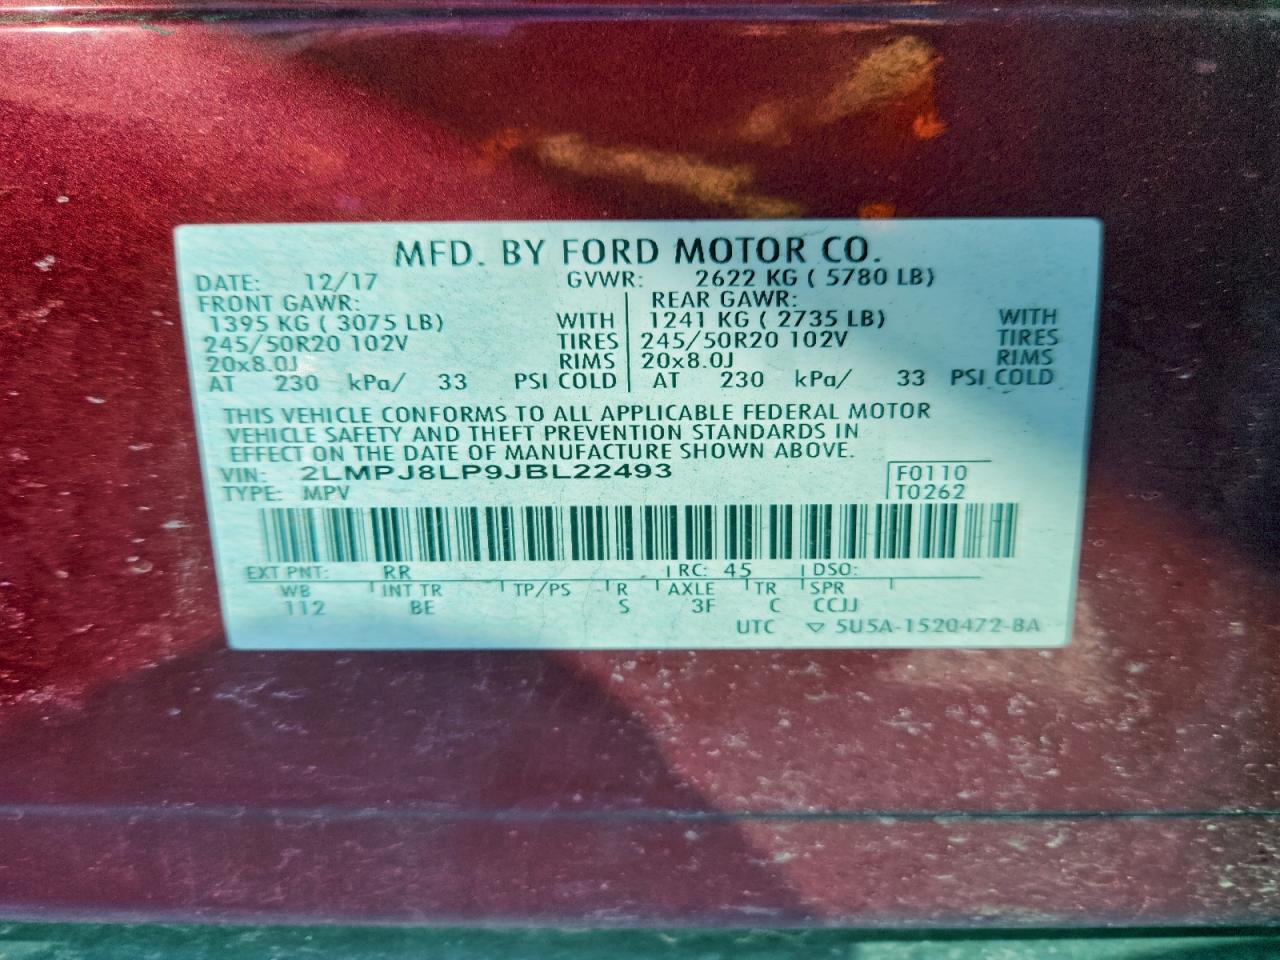 MFD. BY FORD MOTOR CO.
DATE: 12/17 GVWR: 2622 KG ( 5780 LB)
FRONT GAWR: REAR GAWR:
1395 KG ( 3075 LB) WITH 1241 KG ( 2735 LB) WITH
245/50R20 102V TIRES 245/50R20 102V TIRES
20x8.0J RIMS 20x8.0J RIMS
AT 230 kPa/ 33 PSI COLD AT 230 kPa/ 33 PSI COLD
THIS VEHICLE CONFORMS TO ALL APPLICABLE FEDERAL MOTOR
VEHICLE SAFETY AND THEFT PREVENTION STANDARDS IN
EFFECT ON THE DATE OF MANUFACTURE SHOWN ABOVE.
VIN: 2LMPJ8LP9JBL22493 F0110
TYPE: MPV T0262
EXT PNT: RR RC: 45 DSO:
WB INT TR TP/PS R AXLE TR SPR
112 BE S 3F C CCJJ
UTC ▽ 5U5A-1520472-BA